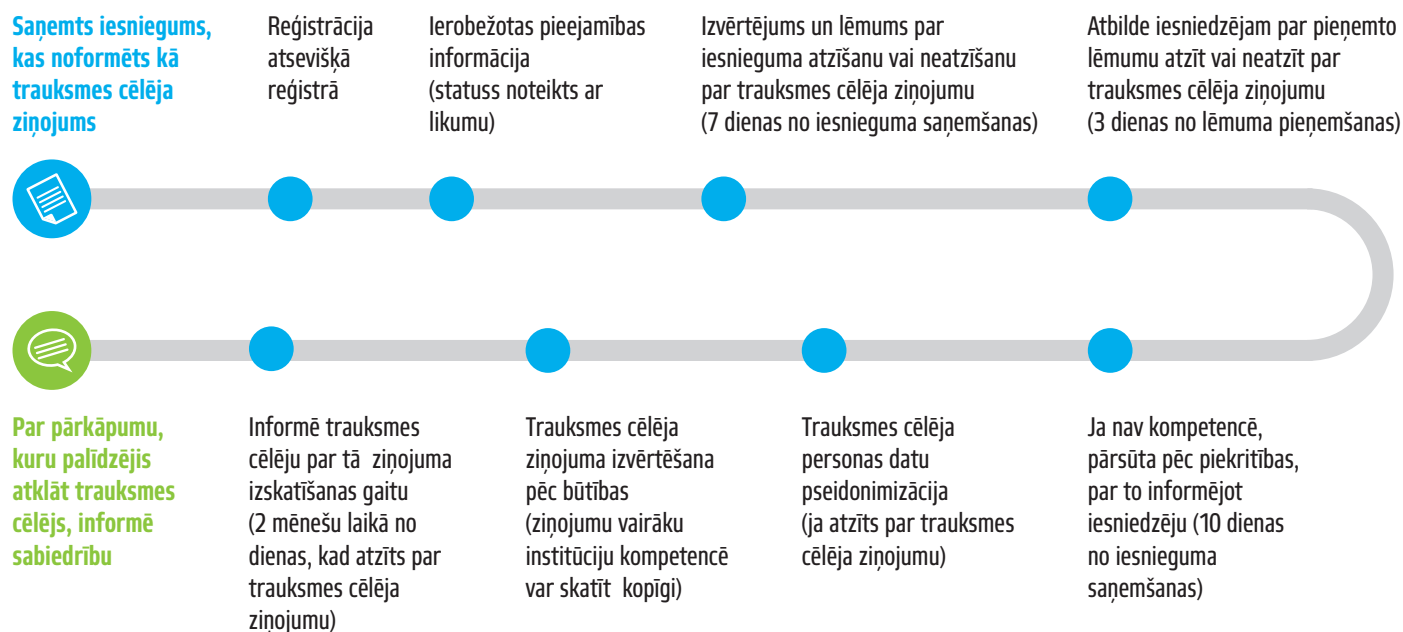 Saņemts iesniegums,
kas noformēts kā
trauksmes cēlēja
ziņojums
Reģistrācija
atsevišķā
reģistrā
Ierobežotas pieejamības
informācija
(statuss noteikts ar
likumu)
Izvērtējums un lēmums par
iesnieguma atzīšanu vai neatzīšanu
par trauksmes cēlēja ziņojumu
(7 dienas no iesnieguma saņemšanas)
Atbilde iesniedzējam par pieņemto
lēmumu atzīt vai neatzīt par
trauksmes cēlēja ziņojumu
(3 dienas no lēmuma pieņemšanas)
Ja nav kompetencē,
pārsūta pēc piekritības,
par to informējot
iesniedzēju (10 dienas
no iesnieguma
saņemšanas)
Trauksmes cēlēja
personas datu
pseidonimizācija
(ja atzīts par trauksmes
cēlēja ziņojumu)
Trauksmes cēlēja
ziņojuma izvērtēšana
pēc būtības
(ziņojumu vairāku
institūciju kompetencē
var skatīt kopīgi)
Informē trauksmes
cēlēju par tā ziņojuma
izskatīšanas gaitu
(2 mēnešu laikā no
dienas, kad atzīts par
trauksmes cēlēja
ziņojumu)
Par pārkāpumu,
kuru palīdzējis
atklāt trauksmes
cēlējs, informē
sabiedrību